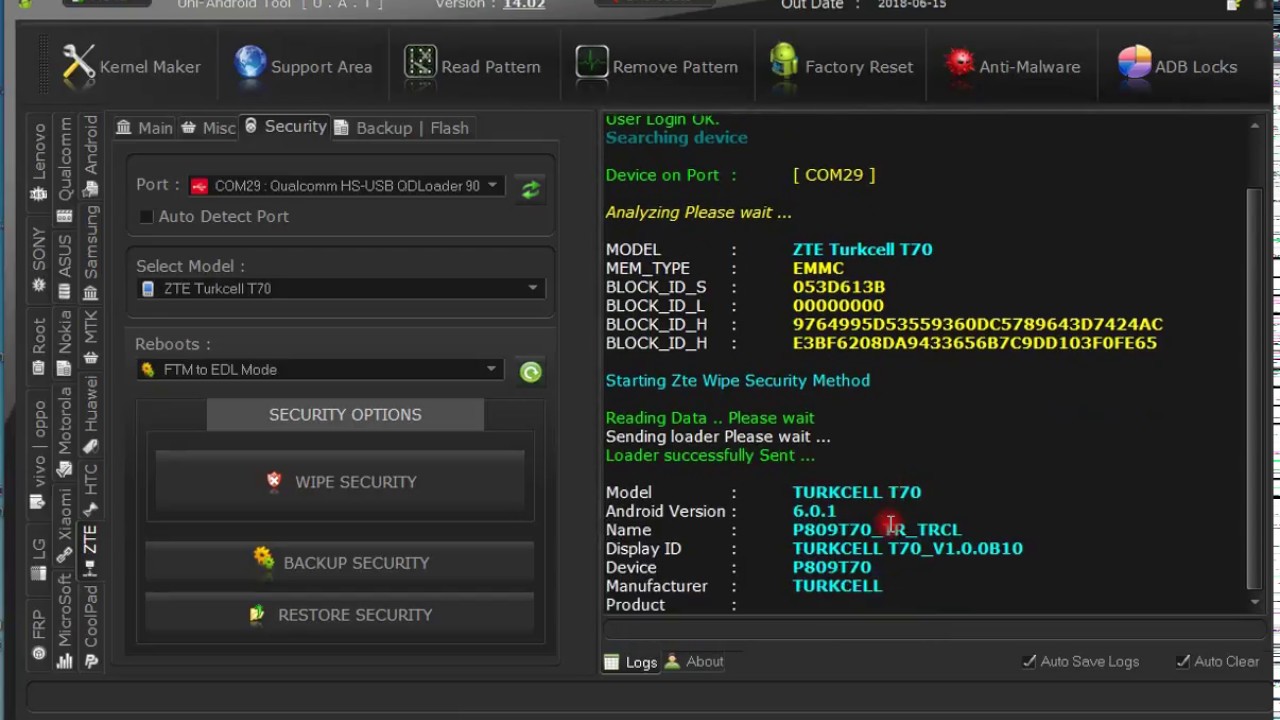 Uni-Android Tool [ U . A . T ] Version : 14.02 Out Date : 2018-06-15
Kernel Maker Support Area Read Pattern Remove Pattern Factory Reset Anti-Malware ADB Locks
Lenovo
SONY
Root
vivo | oppo
LG
FRP
Qualcomm
ASUS
Nokia
Motorola
Xiaomi
MicroSoft
Android
Samsung
MTK
Huawei
HTC
ZTE
CoolPad
Main Misc Security Backup | Flash
Port : COM29 : Qualcomm HS-USB QDLoader 90
Auto Detect Port
Select Model :
ZTE Turkcell T70
Reboots :
FTM to EDL Mode
SECURITY OPTIONS
WIPE SECURITY
BACKUP SECURITY
RESTORE SECURITY
User Login OK.
Searching device
Device on Port : [ COM29 ]
Analyzing Please wait ...
MODEL : ZTE Turkcell T70
MEM_TYPE : EMMC
BLOCK_ID_S : 053D613B
BLOCK_ID_L : 00000000
BLOCK_ID_H : 9764995D53559360DC5789643D7424AC
BLOCK_ID_H : E3BF6208DA9433656B7C9DD103F0FE65
Starting Zte Wipe Security Method
Reading Data .. Please wait
Sending loader Please wait ...
Loader successfully Sent ...
Model : TURKCELL T70
Android Version : 6.0.1
Name : P809T70_TR_TRCL
Display ID : TURKCELL T70_V1.0.0B10
Device : P809T70
Manufacturer : TURKCELL
Product :
Logs About Auto Save Logs Auto Clear